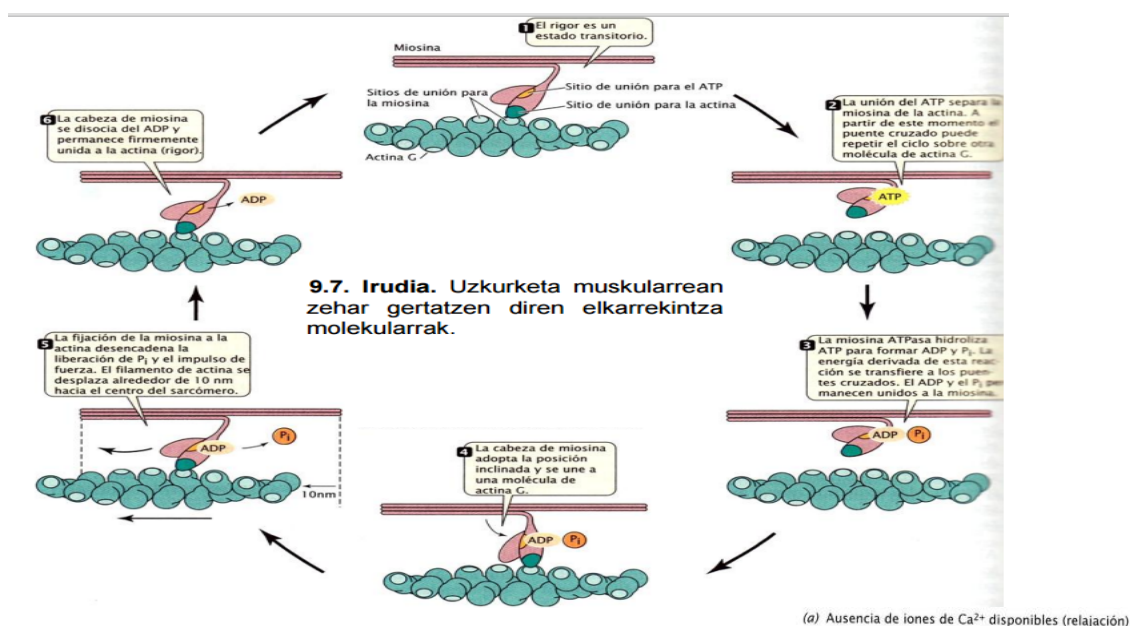 1 El rigor es un
estado transitorio.
Miosina
Sitios de unión para
la miosina
Sitio de unión para el ATP
Sitio de unión para la actina
Actina G
2 La unión del ATP separa la
miosina de la actina. A
partir de este momento el
puente cruzado puede
repetir el ciclo sobre otra
molécula de actina G.
ATP
3 La miosina ATPasa hidroliza
ATP para formar ADP y Pi. La
energía derivada de esta reac-
ción se transfiere a los puen-
tes cruzados. El ADP y el Pi per
manecen unidos a la miosina.
ADP Pi
4 La cabeza de miosina
adopta la posición
inclinada y se une a
una molécula de
actina G.
ADP Pi
5 La fijación de la miosina a la
actina desencadena la
liberación de Pi y el impulso de
fuerza. El filamento de actina se
desplaza alrededor de 10 nm
hacia el centro del sarcómero.
ADP Pi
10nm
6 La cabeza de miosina
se disocia del ADP y
permanece firmemente
unida a la actina (rigor).
ADP
9.7. Irudia. Uzkurketa muskularrean
zehar gertatzen diren elkarrekintza
molekularrak.
(a) Ausencia de iones de Ca2+ disponibles (relajación)